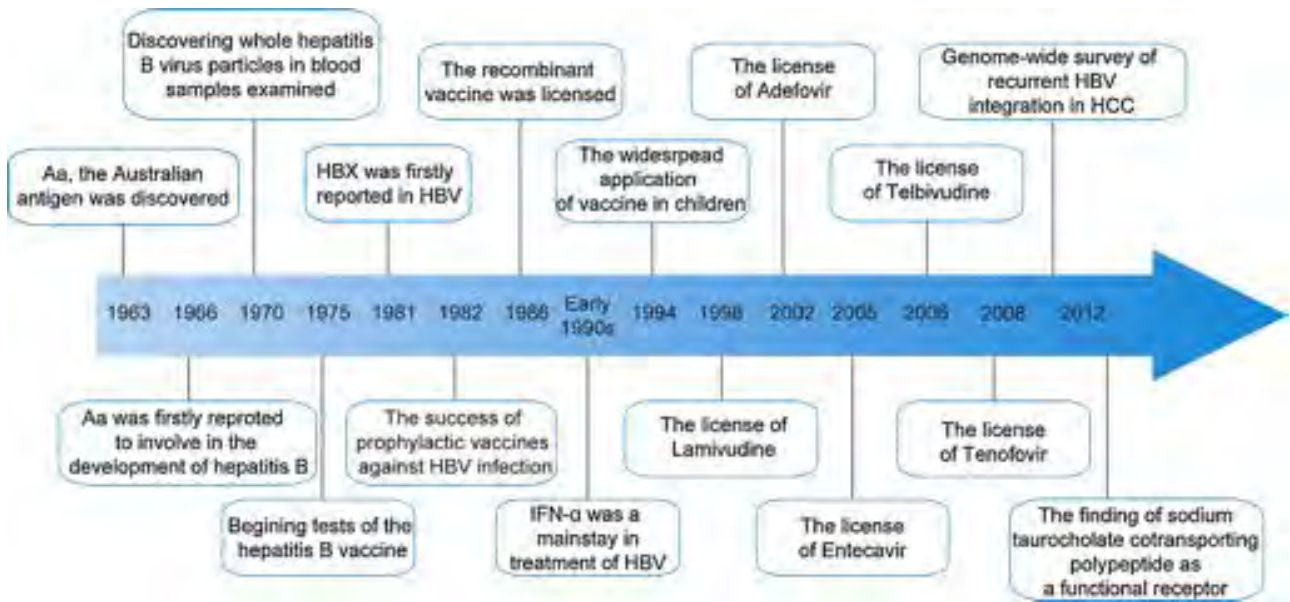 Discovering whole hepatitis
B virus particles in blood
samples examined
The recombinant
vaccine was licensed
The license
of Adefovir
Genome-wide survey of
recurrent HBV
integration in HCC
Aa, the Australian
antigen was discovered
HBX was firstly
reported in HBV
The widesrpead
application
of vaccine in children
The license
of Telbivudine
1963 1966 1970 1975 1981 1982 1986 Early 1990s 1994 1998 2002 2005 2006 2008 2012
Aa was firstly reproted
to involve in the
development of hepatitis B
The success of
prophylactic vaccines
against HBV infection
The license of
Lamivudine
The license
of Tenofovir
Begining tests of the
hepatitis B vaccine
IFN-α was a
mainstay in
treatment of HBV
The license
of Entecavir
The finding of sodium
taurocholate cotransporting
polypeptide as
a functional receptor